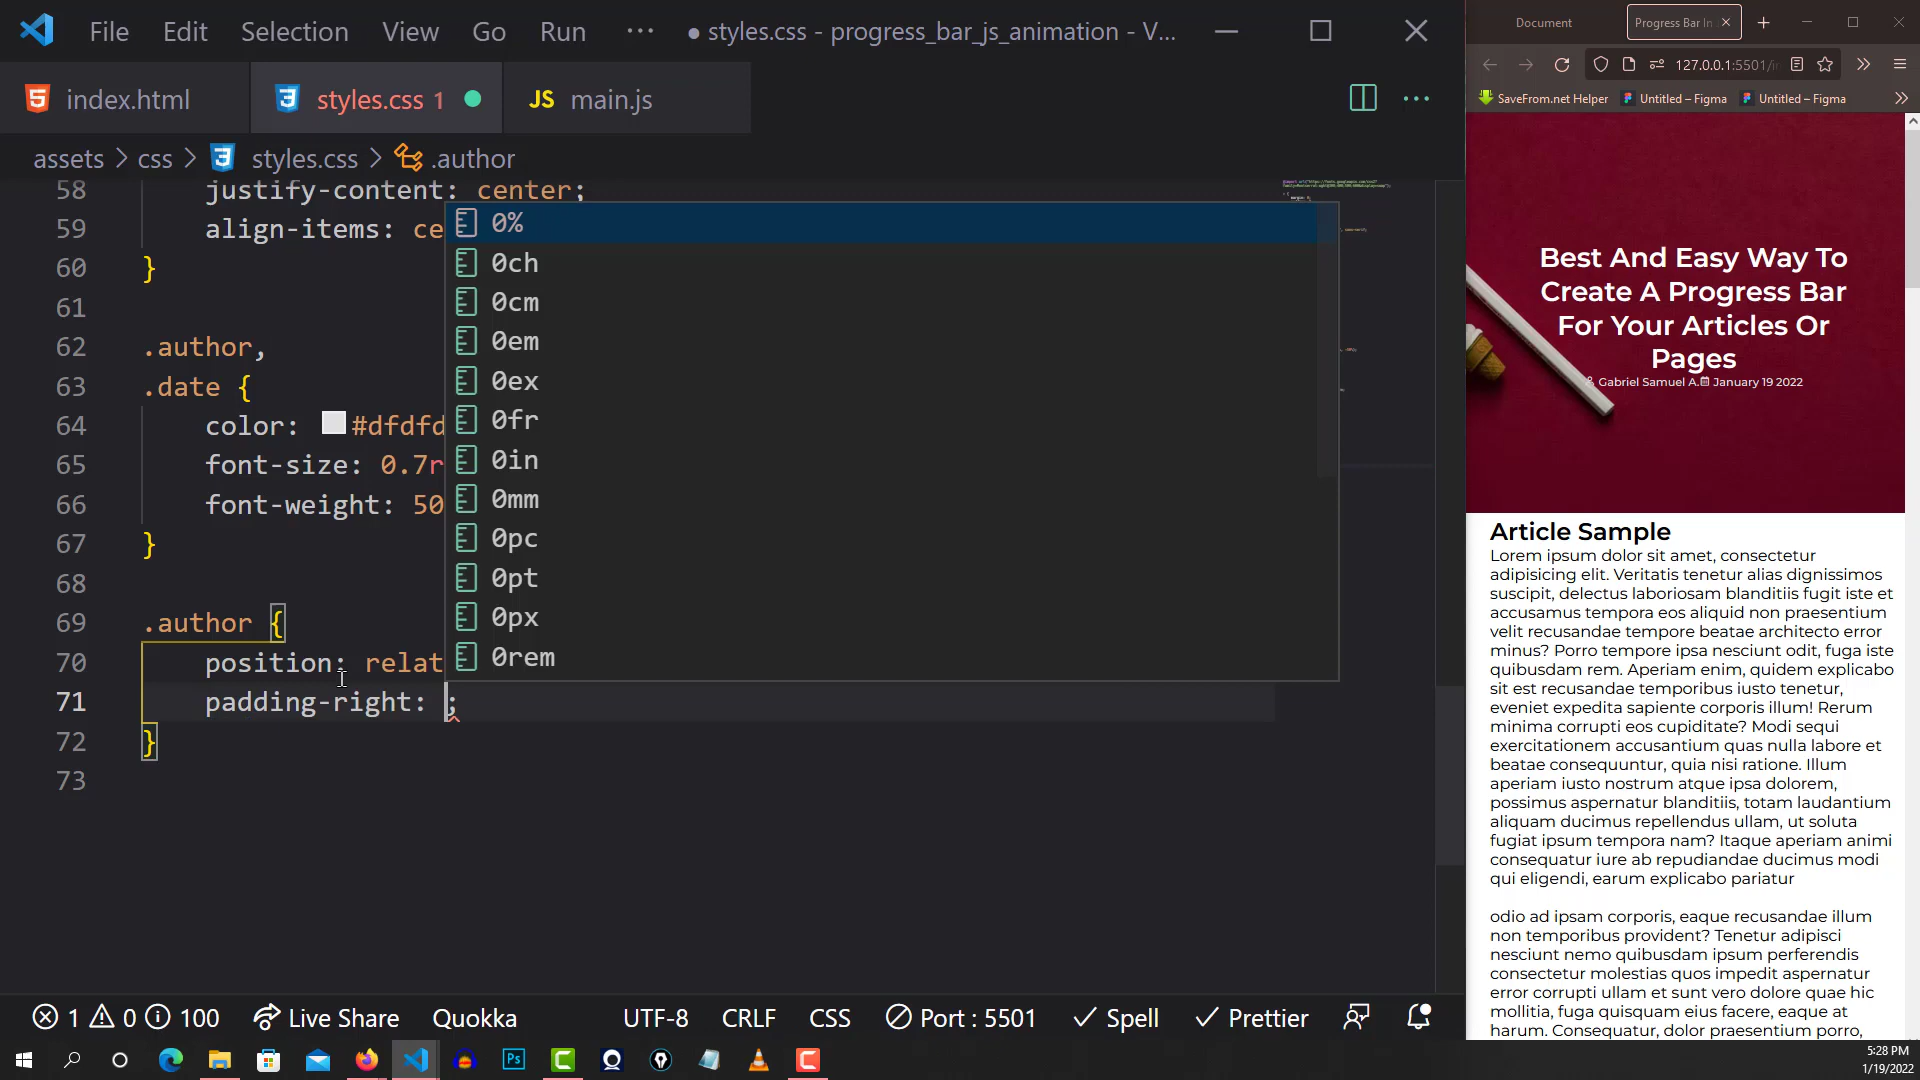 File Edit Selection View Go Run ··· ● styles.css - progress_bar_js_animation - V...
index.html
styles.css 1
JS main.js
assets > css > styles.css > .author
58 justify-content: center;
59 align-items: ce
60 }
61
62 .author,
63 .date {
64 color: #dfdfd
65 font-size: 0.7r
66 font-weight: 50
67 }
68
69 .author {
70 position: relat
71 padding-right: ;
72 }
73
0%
0ch
0cm
0em
0ex
0fr
0in
0mm
0pc
0pt
0px
0rem
1 0 100 Live Share Quokka UTF-8 CRLF CSS Port : 5501 Spell Prettier
Document
Progress Bar In
127.0.0.1:5501/i
SaveFrom.net Helper
Untitled – Figma
Untitled – Figma
Best And Easy Way To
Create A Progress Bar
For Your Articles Or
Pages
Gabriel Samuel A. January 19 2022
Article Sample
Lorem ipsum dolor sit amet, consectetur
adipisicing elit. Veritatis tenetur alias dignissimos
suscipit, delectus laboriosam blanditiis fugit iste et
accusamus tempora eos aliquid non praesentium
velit recusandae tempore beatae architecto error
minus? Porro tempore ipsa nesciunt odit, fuga iste
quibusdam rem. Aperiam enim, quidem explicabo
sit est recusandae temporibus iusto tenetur,
eveniet expedita sapiente corporis illum! Rerum
minima corrupti eos cupiditate? Modi sequi
exercitationem accusantium quas nulla labore et
beatae consequuntur, quia nisi ratione. Illum
aperiam iusto nostrum atque ipsa dolorem,
possimus aspernatur blanditiis, totam laudantium
aliquam ducimus repellendus ullam, ut soluta
fugiat ipsum tempora nam? Itaque aperiam animi
consequatur iure ab repudiandae ducimus modi
qui eligendi, earum explicabo pariatur
odio ad ipsam corporis, eaque recusandae illum
non temporibus provident? Tenetur adipisci
nesciunt nemo quibusdam ipsum perferendis
consectetur molestias quos impedit aspernatur
error corrupti ullam et sunt vero dolore quae hic
mollitia, fuga quisquam eius facere, eaque at
harum. Consequatur, dolor praesentium porro,
Ps
5:28 PM
1/19/2022